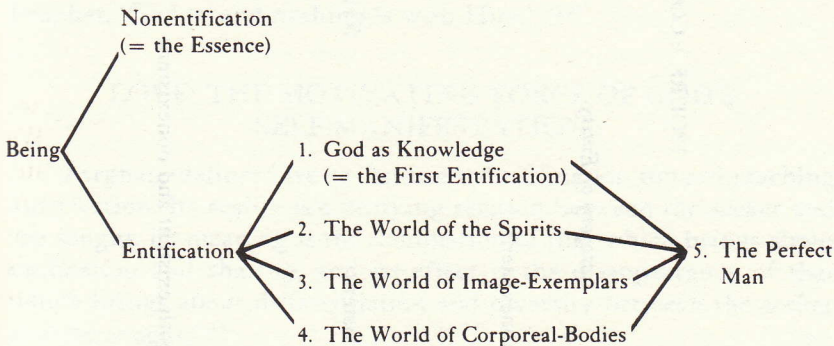 Nonentification
(= the Essence)
Being
1. God as Knowledge
(= the First Entification)
2. The World of the Spirits
Entification
5. The Perfect
Man
3. The World of Image-Exemplars
4. The World of Corporeal-Bodies